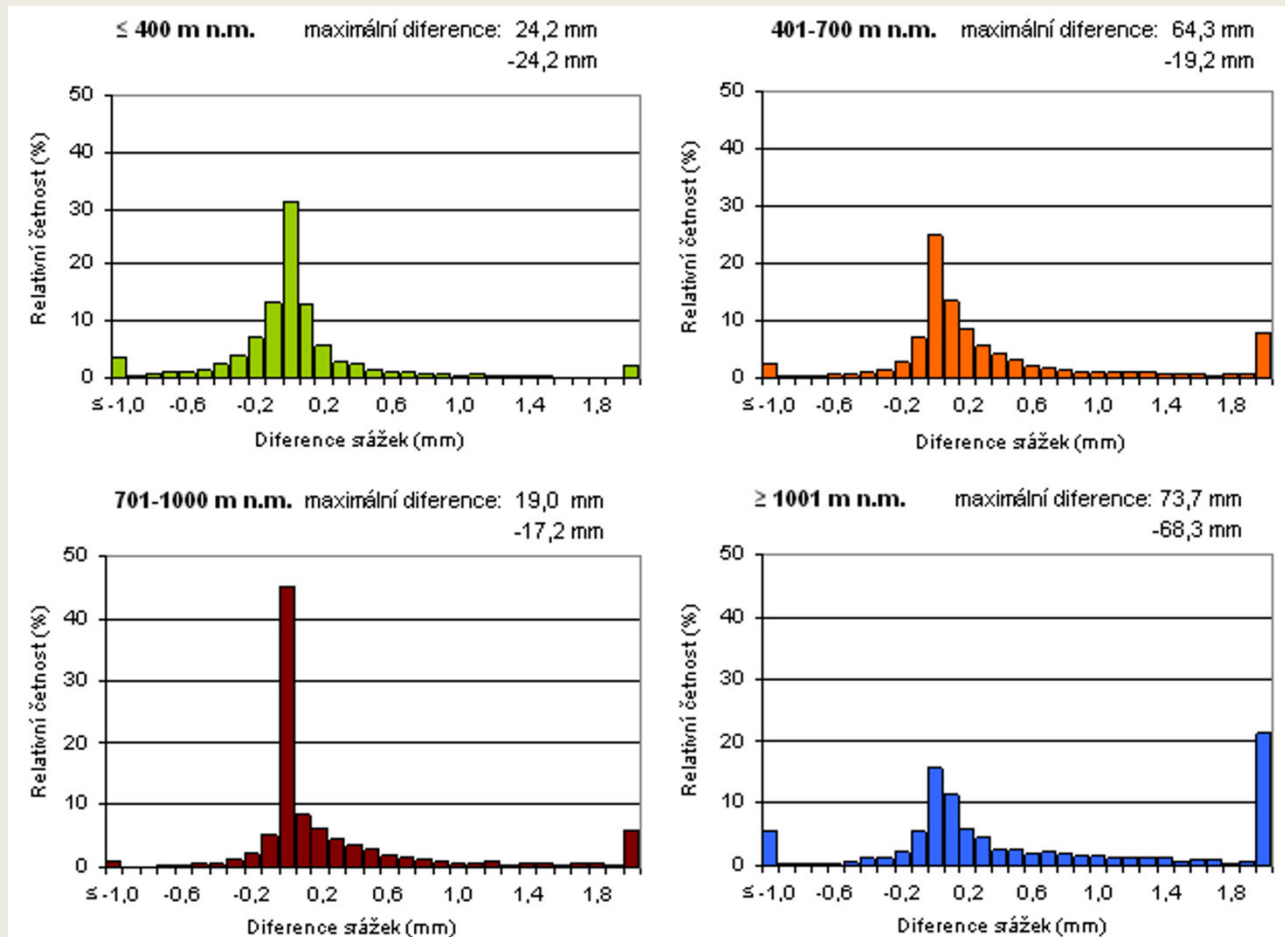 ≤ 400 m n.m. maximální diference: 24,2 mm
-24,2 mm
Relativní četnost (%)
50
40
30
20
10
0
≤ -1,0 -0,6 -0,2 0,2 0,6 1,0 1,4 1,8
Diference srážek (mm)
401-700 m n.m. maximální diference: 64,3 mm
-19,2 mm
Relativní četnost (%)
50
40
30
20
10
0
≤ -1,0 -0,6 -0,2 0,2 0,6 1,0 1,4 1,8
Diference srážek (mm)
701-1000 m n.m. maximální diference: 19,0 mm
-17,2 mm
Relativní četnost (%)
50
40
30
20
10
0
≤ -1,0 -0,6 -0,2 0,2 0,6 1,0 1,4 1,8
Diference srážek (mm)
≥ 1001 m n.m. maximální diference: 73,7 mm
-68,3 mm
Relativní četnost (%)
50
40
30
20
10
0
≤ -1,0 -0,6 -0,2 0,2 0,6 1,0 1,4 1,8
Diference srážek (mm)